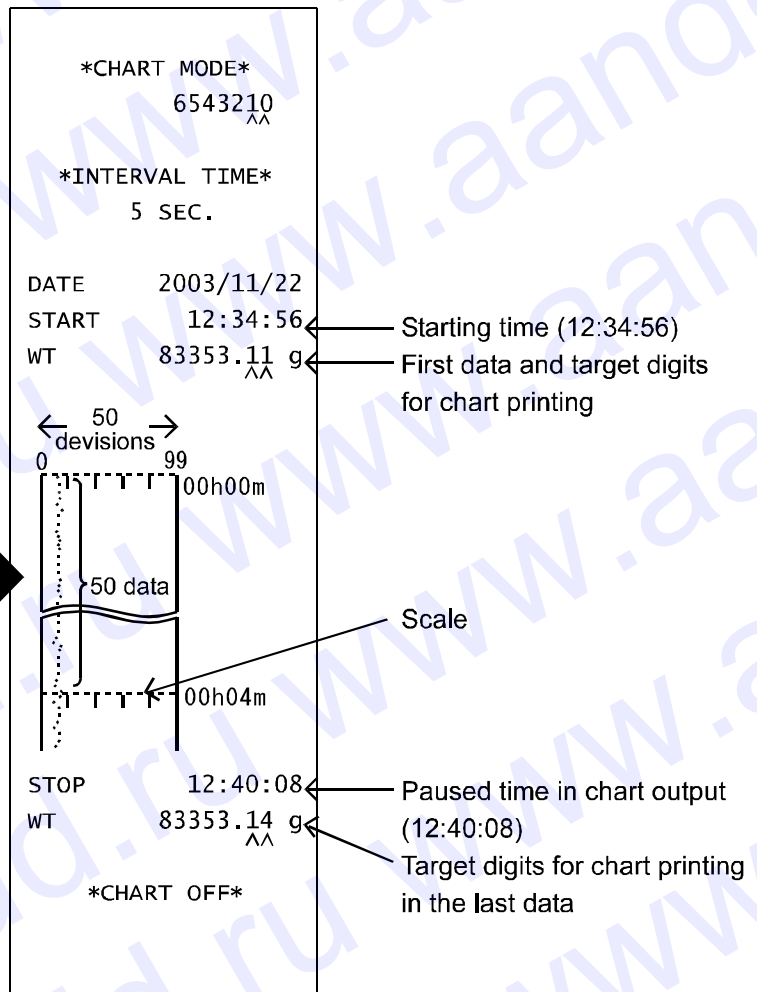 *CHART MODE*
6543210
^^
*INTERVAL TIME*
5 SEC.
DATE 2003/11/22
START 12:34:56
WT 83353.11 g
^^
Starting time (12:34:56)
First data and target digits
for chart printing
50
devisions
0 99
00h00m
50 data
Scale
00h04m
STOP 12:40:08
WT 83353.14 g
^^
Paused time in chart output
(12:40:08)
Target digits for chart printing
in the last data
*CHART OFF*